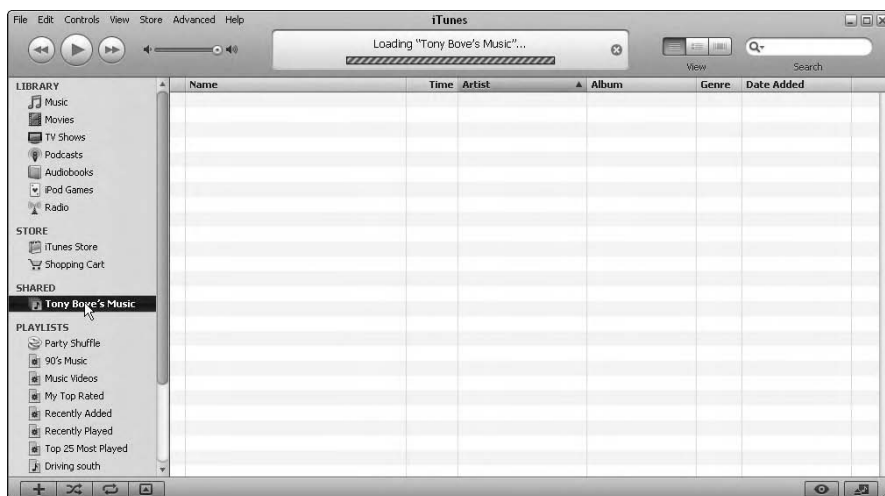 File Edit Controls View Store Advanced Help
iTunes
Loading "Tony Bove's Music"...
View
Search
LIBRARY
Music
Movies
TV Shows
Podcasts
Audiobooks
iPod Games
Radio
STORE
iTunes Store
Shopping Cart
SHARED
Tony Bove's Music
PLAYLISTS
Party Shuffle
90's Music
Music Videos
My Top Rated
Recently Added
Recently Played
Top 25 Most Played
Driving south
Name Time Artist Album Genre Date Added